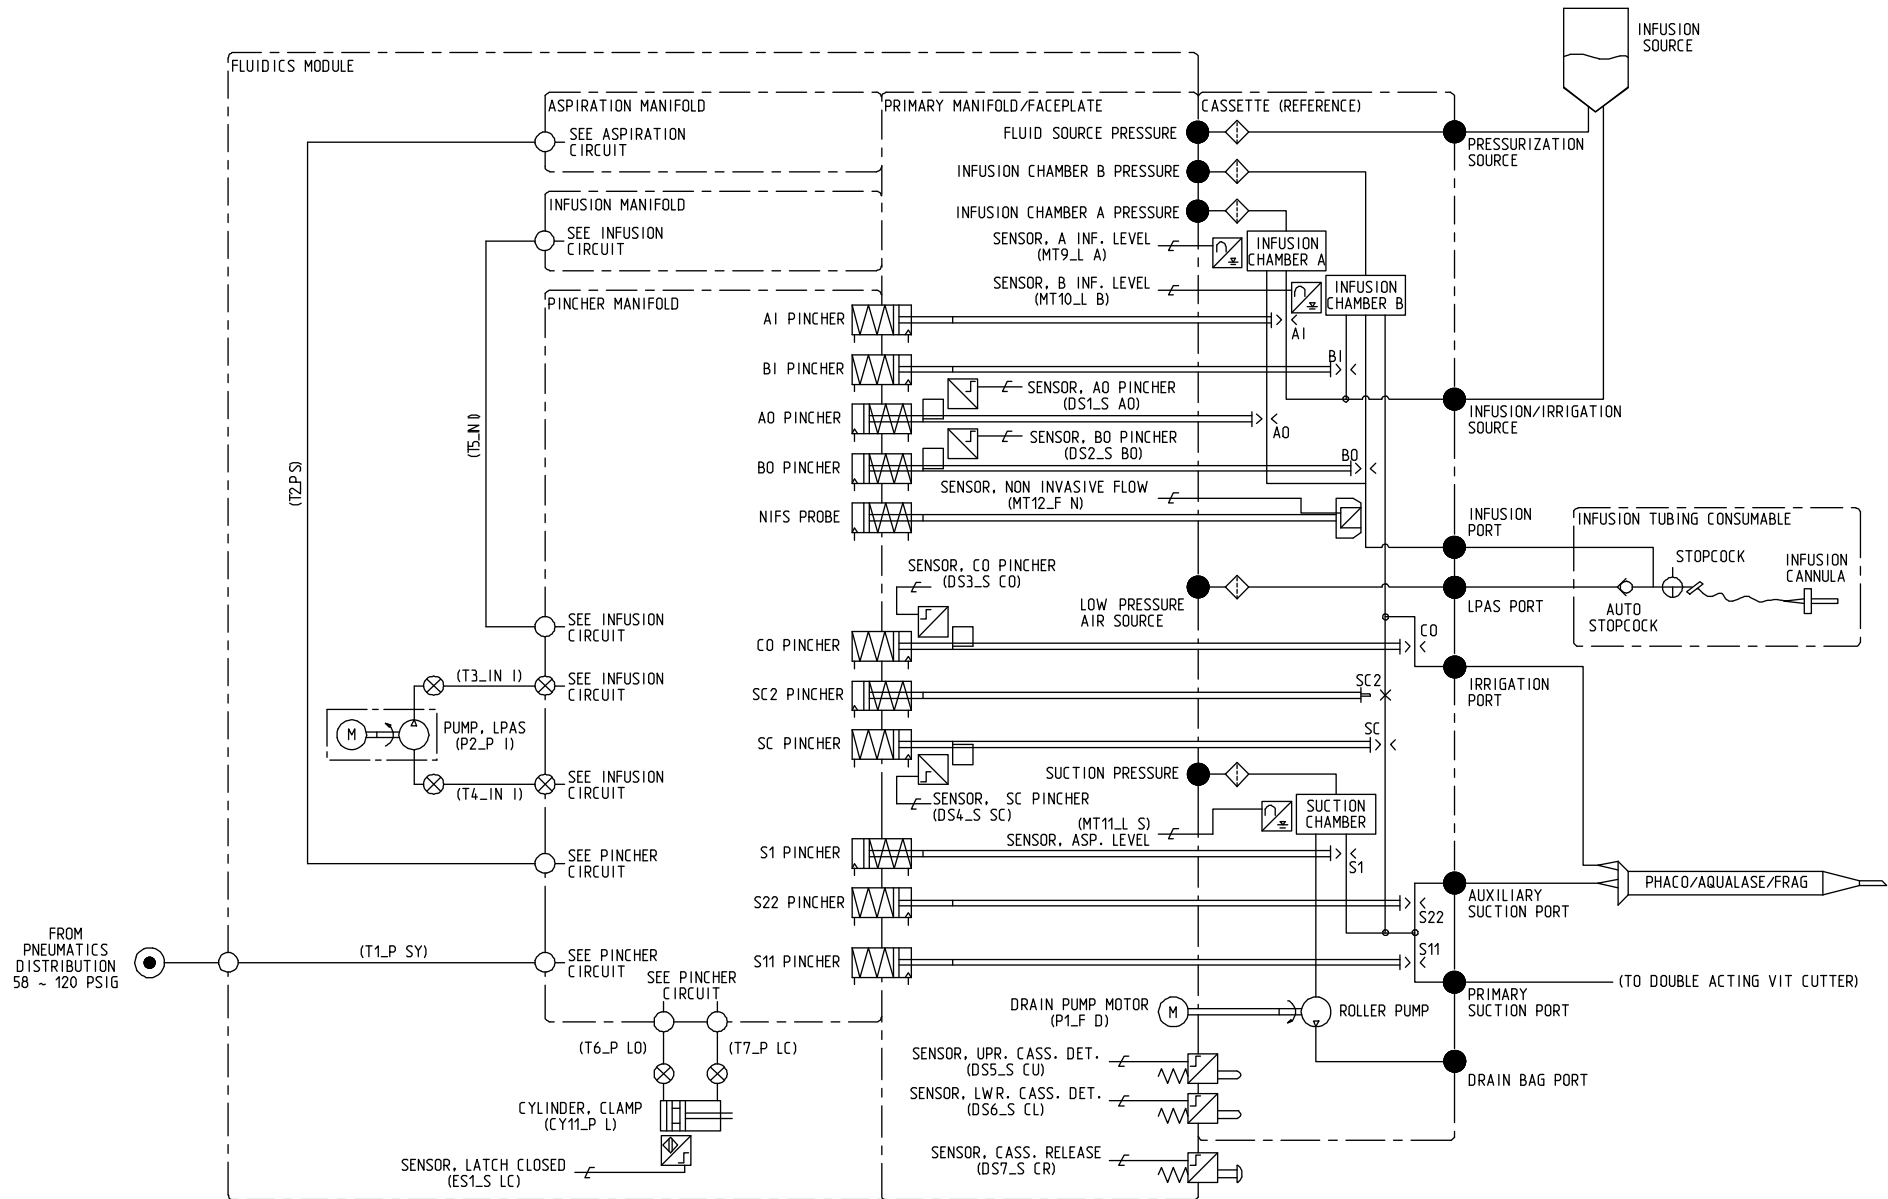 INFUSION
SOURCE
FLUIDICS MODULE
ASPIRATION MANIFOLD
PRIMARY MANIFOLD/FACEPLATE
CASSETTE (REFERENCE)
SEE ASPIRATION
CIRCUIT
FLUID SOURCE PRESSURE
PRESSURIZATION
SOURCE
INFUSION CHAMBER B PRESSURE
INFUSION MANIFOLD
INFUSION CHAMBER A PRESSURE
SEE INFUSION
CIRCUIT
SENSOR, A INF. LEVEL
(MT9_L A)
INFUSION
CHAMBER A
SENSOR, B INF. LEVEL
(MT10_L B)
INFUSION
CHAMBER B
PINCHER MANIFOLD
AI PINCHER
AI
BI PINCHER
BI
SENSOR, AO PINCHER
(DS1_S AO)
AO PINCHER
AO
INFUSION/IRRIGATION
SOURCE
SENSOR, BO PINCHER
(DS2_S BO)
BO PINCHER
BO
(T5_IN I)
(T2_P S)
SENSOR, NON INVASIVE FLOW
(MT12_F N)
NIFS PROBE
INFUSION
PORT
INFUSION TUBING CONSUMABLE
STOPCOCK
INFUSION
CANNULA
AUTO
STOPCOCK
SENSOR, CO PINCHER
(DS3_S CO)
LOW PRESSURE
AIR SOURCE
LPAS PORT
SEE INFUSION
CIRCUIT
CO PINCHER
CO
(T3_IN I)
SEE INFUSION
CIRCUIT
SC2 PINCHER
SC2
IRRIGATION
PORT
M
PUMP, LPAS
(P2_P I)
SC PINCHER
SC
SUCTION PRESSURE
(T4_IN I)
SEE INFUSION
CIRCUIT
SENSOR, SC PINCHER
(DS4_S SC)
SUCTION
CHAMBER
(MT11_L S)
SENSOR, ASP. LEVEL
SEE PINCHER
CIRCUIT
S1 PINCHER
S1
PHACO/AQUALASE/FRAG
S22 PINCHER
S22
AUXILIARY
SUCTION PORT
FROM
PNEUMATICS
DISTRIBUTION
58 ~ 120 PSIG
(T1_P SY)
SEE PINCHER
CIRCUIT
S11 PINCHER
S11
SEE PINCHER
CIRCUIT
(TO DOUBLE ACTING VIT CUTTER)
PRIMARY
SUCTION PORT
DRAIN PUMP MOTOR
(P1_F D)
M
ROLLER PUMP
(T6_P LO)
(T7_P LC)
SENSOR, UPR. CASS. DET.
(DS5_S CU)
DRAIN BAG PORT
SENSOR, LWR. CASS. DET.
(DS6_S CL)
CYLINDER, CLAMP
(CY11_P L)
SENSOR, CASS. RELEASE
(DS7_S CR)
SENSOR, LATCH CLOSED
(ES1_S LC)